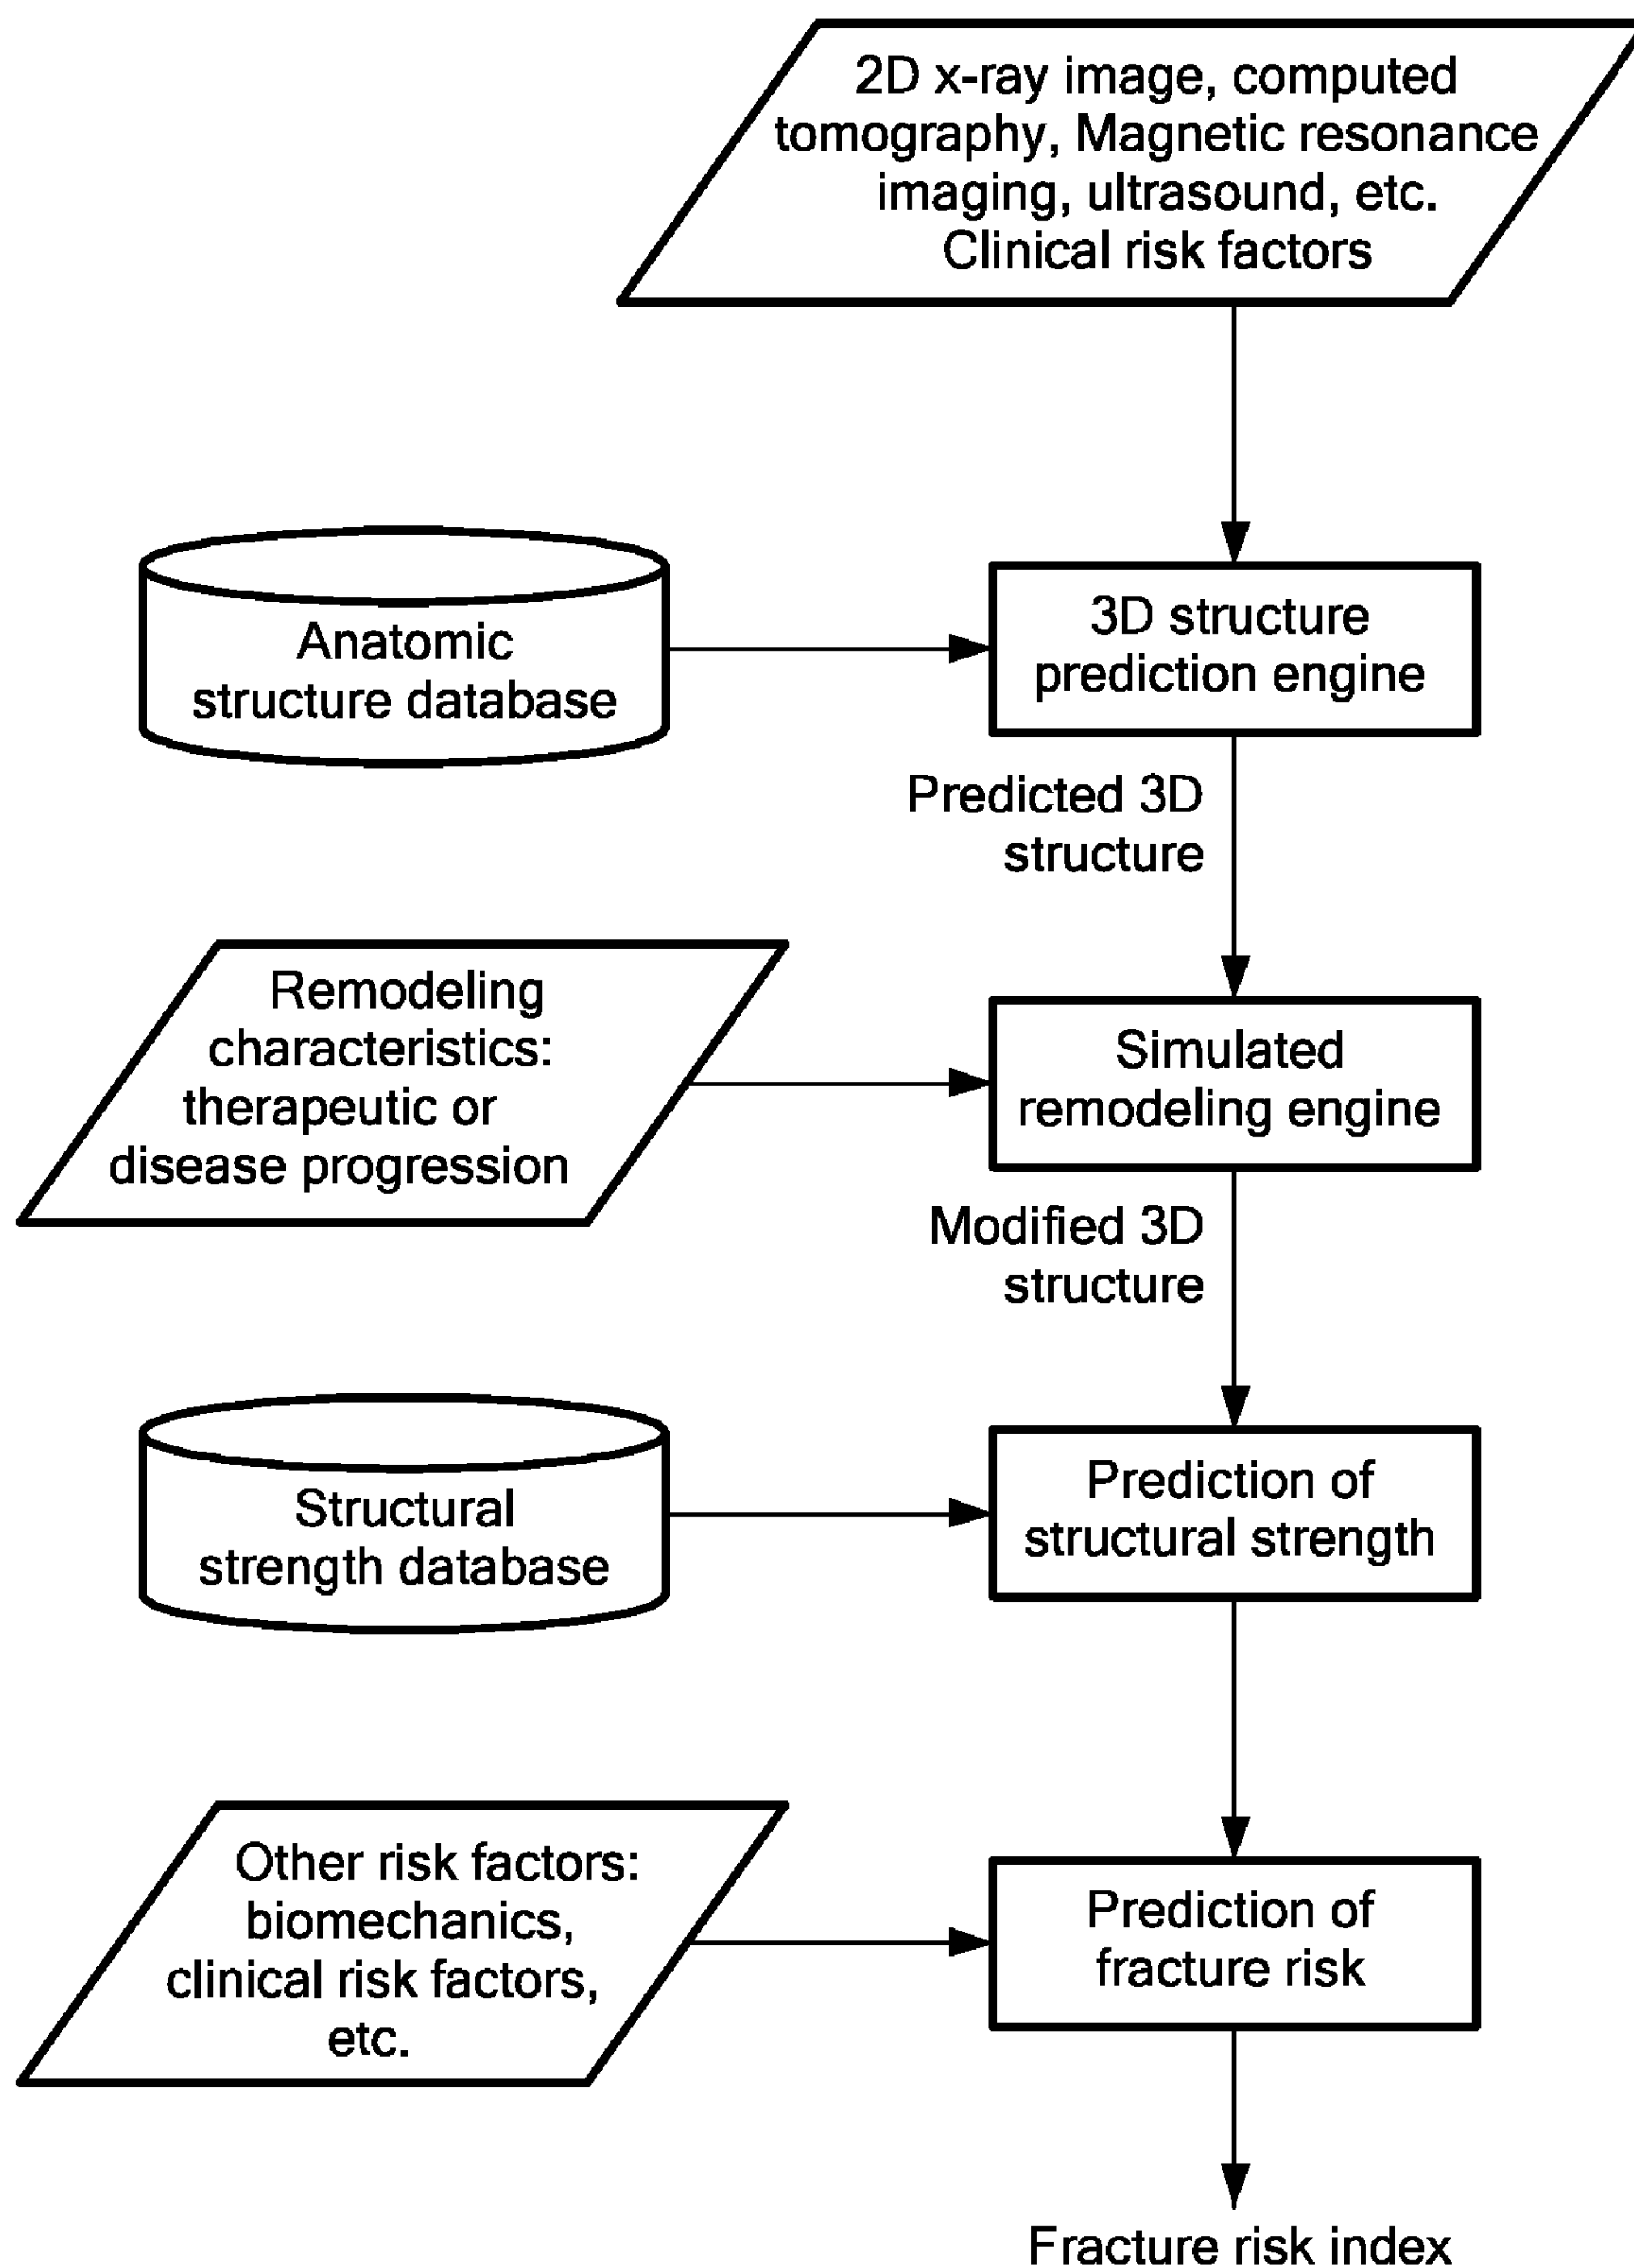 2D x-ray image, computed
tomography, Magnetic resonance
imaging, ultrasound, etc.
Clinical risk factors
Anatomic
structure database
3D structure
prediction engine
Predicted 3D
structure
Remodeling
characteristics:
therapeutic or
disease progression
Simulated
remodeling engine
Modified 3D
structure
Structural
strength database
Prediction of
structural strength
Other risk factors:
biomechanics,
clinical risk factors,
etc.
Prediction of
fracture risk
Fracture risk index